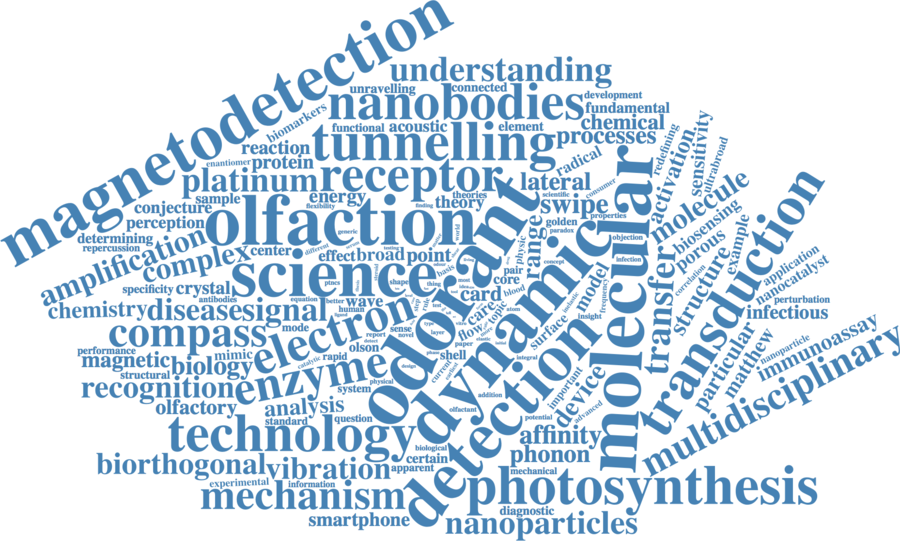 magnetodetection
understanding
unravelling
connected
nanobodies
development
fundamental
biomarkers
functional
acoustic
element
chemical
processes
reaction
tunnelling
enantiomer
protein
radical
redefining
sensitivity
ultrabroad
activation
platinum
receptor
lateral
scientific
consumer
sample
energy
theories
theory
flexibility
finding
swipe
properties
molecule
conjecture
perception
olfaction
odorant
golden
paradox
generic
world
determining
repercussion
range
physic
objection
molecular
biosensing
amplification
complex
center
different
effect
broad
point
basis
infection
porous
example
transduction
specificity
crystal
science
dynamic
pair
core
concept
transfer
structure
correlation
application
nanocatalyst
antibodies
ptncs
shape
thing
card
blood
model
frequency
chemistry
disease
signal
equation
better
human
wave
care
topic
atom
insight
perturbation
infectious
compass
mode
electron
sense
novel
type
layer
how
surface
particular
matthew
nanoparticle
immunoassay
performance
magnetic
structural
biology
mimic
catalytic
rapid
olson
report
detect
paper
phase
shell
current
integral
multidisciplinary
recognition
enzyme
system
physical
design
addition
important
device
advanced
olfactory
analysis
standard
question
olfactant
potential
detection
technology
biological
certain
affinity
phonon
biorthogonal
vibration
apparent
mechanical
experimental
information
mechanism
photosynthesis
smartphone
diagnostic
nanoparticles